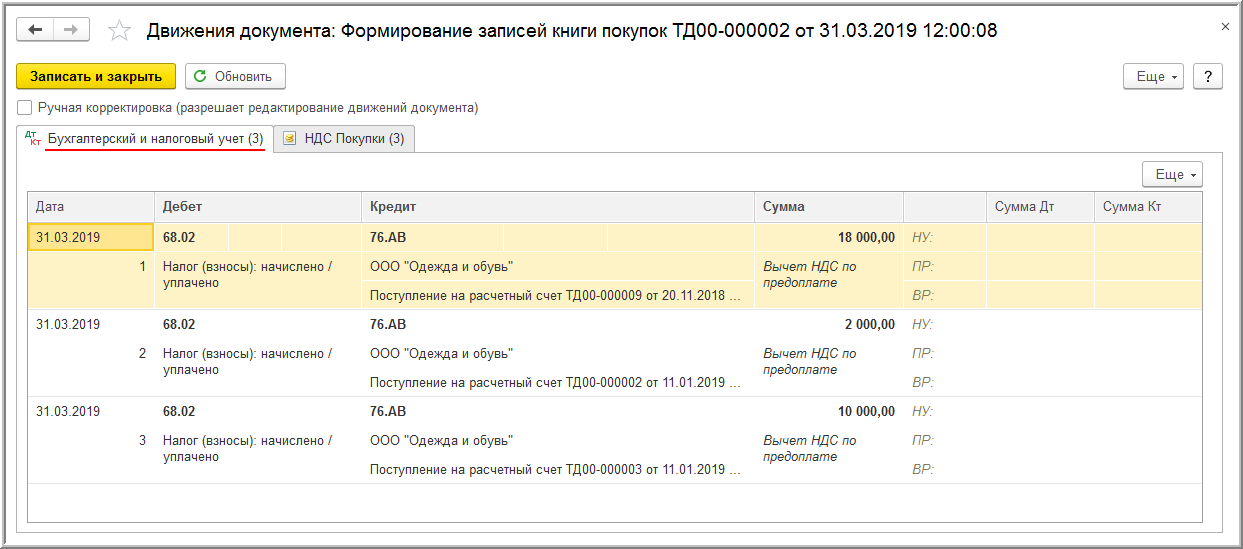 Движения документа: Формирование записей книги покупок ТД00-000002 от 31.03.2019 12:00:08
Записать и закрыть Обновить Еще ?
Ручная корректировка (разрешает редактирование движений документа)
Дт Кт Бухгалтерский и налоговый учет (3) НДС Покупки (3)
Еще
Дата Дебет Кредит Сумма Сумма Дт Сумма Кт
31.03.2019 68.02 76.АВ 18 000,00 НУ:
1 Налог (взносы): начислено / ООО "Одежда и обувь" Вычет НДС по ПР:
уплачено предоплате
Поступление на расчетный счет ТД00-000009 от 20.11.2018 ... ВР:
31.03.2019 68.02 76.АВ 2 000,00 НУ:
2 Налог (взносы): начислено / ООО "Одежда и обувь" Вычет НДС по ПР:
уплачено предоплате
Поступление на расчетный счет ТД00-000002 от 11.01.2019 ... ВР:
31.03.2019 68.02 76.АВ 10 000,00 НУ:
3 Налог (взносы): начислено / ООО "Одежда и обувь" Вычет НДС по ПР:
уплачено предоплате
Поступление на расчетный счет ТД00-000003 от 11.01.2019 ... ВР: